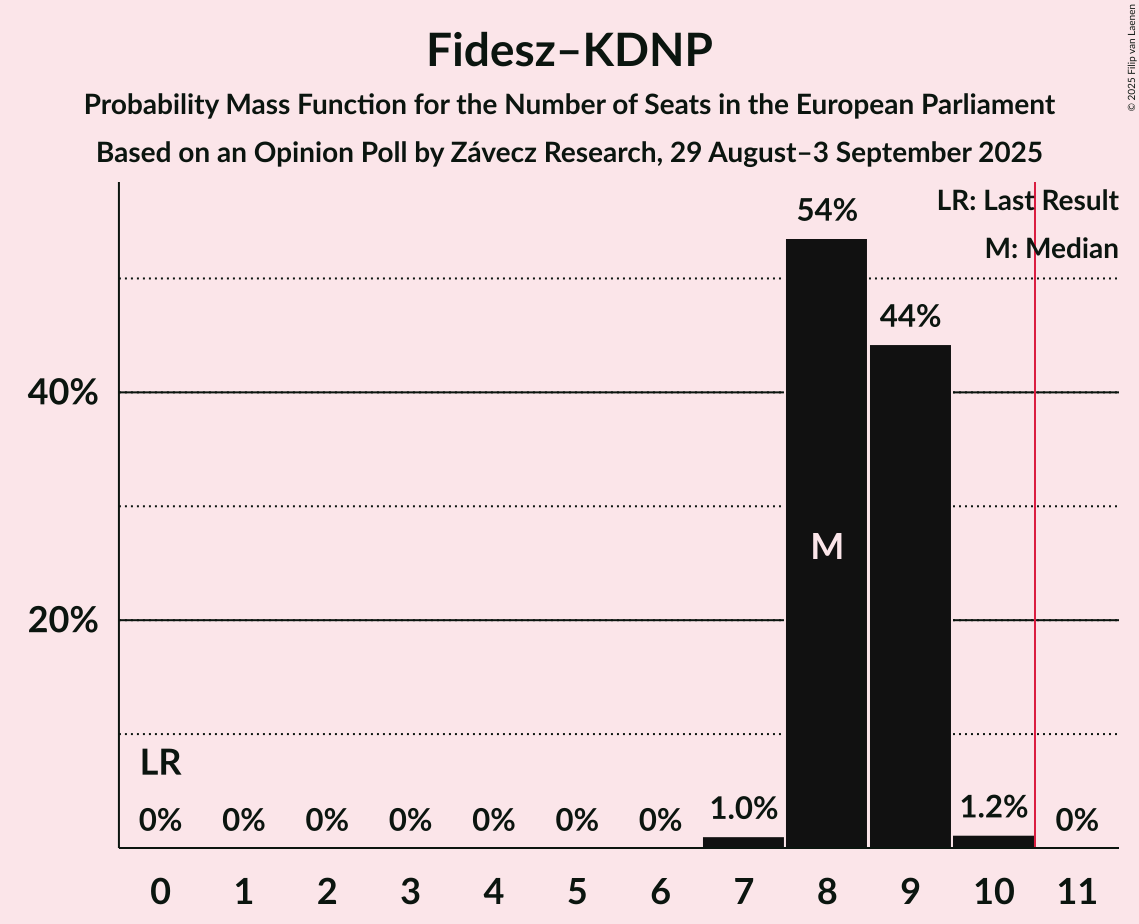 Fidesz–KDNP
Probability Mass Function for the Number of Seats in the European Parliament
Based on an Opinion Poll by Závecz Research, 29 August–3 September 2025
© 2025 Filip van Laenen
LR: Last Result
M: Median
54%
44%
40%
M
20%
LR
0% 0% 0% 0% 0% 0% 0% 1.0% 1.2% 0%
0 1 2 3 4 5 6 7 8 9 10 11